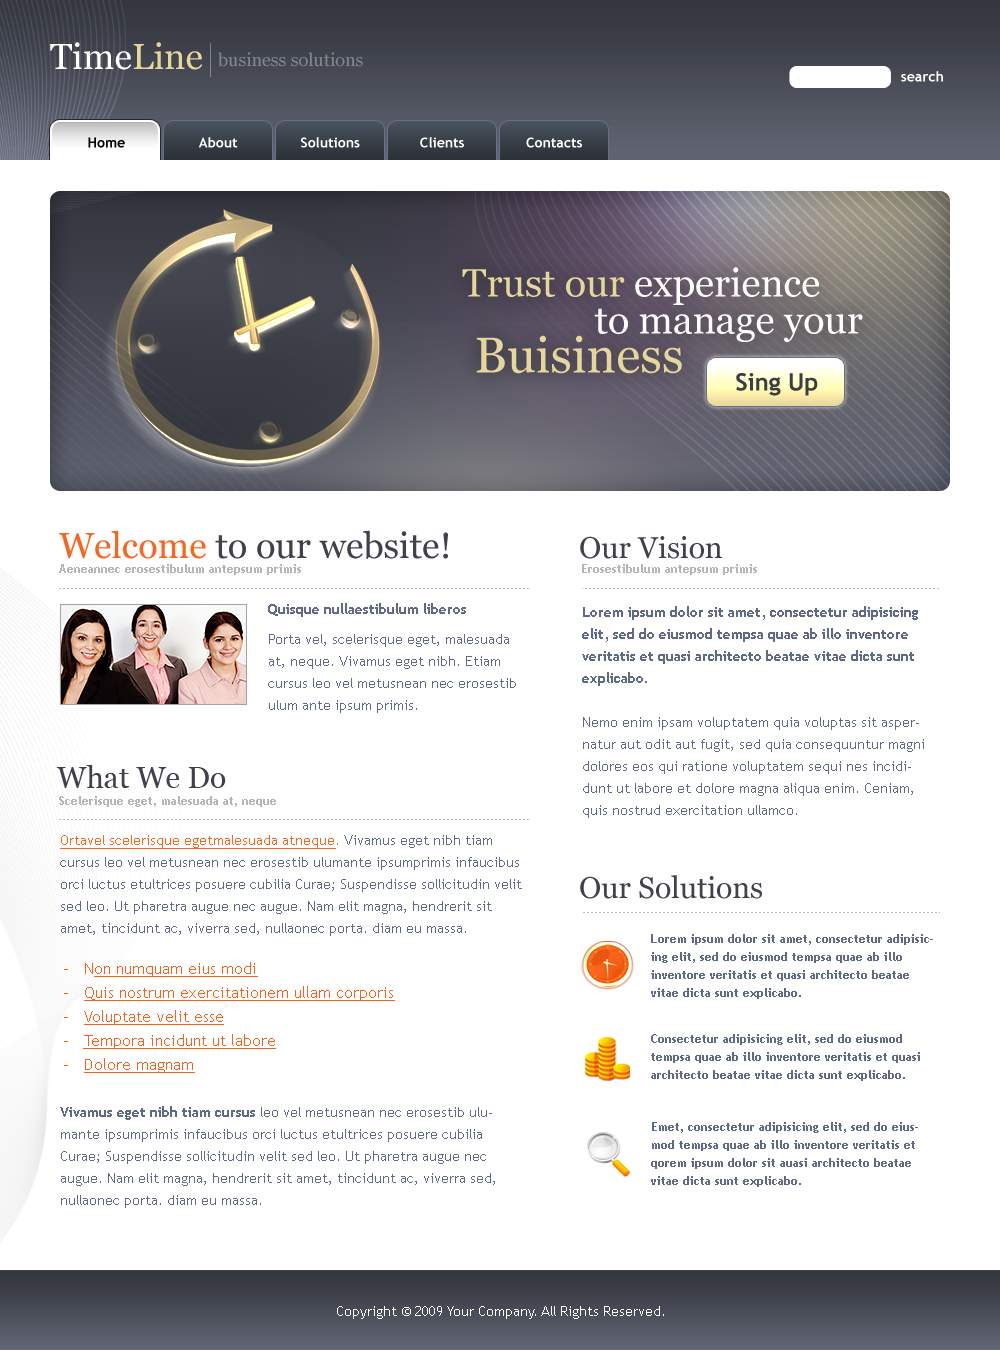 TimeLine business solutions
search
Home About Solutions Clients Contacts
Trust our experience
to manage your
Buisiness
Sing Up
Welcome to our website!
Aeneannec erosestibulum antepsum primis
Quisque nullaestibulum liberos
Porta vel, scelerisque eget, malesuada
at, neque. Vivamus eget nibh. Etiam
cursus leo vel metusnean nec erosestib
ulum ante ipsum primis.
What We Do
Scelerisque eget, malesuada at, neque
Ortavel scelerisque egetmalesuada atneque. Vivamus eget nibh tiam
cursus leo vel metusnean nec erosestib ulumante ipsumprimis infaucibus
orci luctus etultrices posuere cubilia Curae; Suspendisse sollicitudin velit
sed leo. Ut pharetra augue nec augue. Nam elit magna, hendrerit sit
amet, tincidunt ac, viverra sed, nullaonec porta. diam eu massa.
- Non numquam eius modi
- Quis nostrum exercitationem ullam corporis
- Voluptate velit esse
- Tempora incidunt ut labore
- Dolore magnam
Vivamus eget nibh tiam cursus leo vel metusnean nec erosestib ulu-
mante ipsumprimis infaucibus orci luctus etultrices posuere cubilia
Curae; Suspendisse sollicitudin velit sed leo. Ut pharetra augue nec
augue. Nam elit magna, hendrerit sit amet, tincidunt ac, viverra sed,
nullaonec porta. diam eu massa.
Our Vision
Erosestibulum antepsum primis
Lorem ipsum dolor sit amet, consectetur adipisicing
elit, sed do eiusmod tempsa quae ab illo inventore
veritatis et quasi architecto beatae vitae dicta sunt
explicabo.
Nemo enim ipsam voluptatem quia voluptas sit asper-
natur aut odit aut fugit, sed quia consequuntur magni
dolores eos qui ratione voluptatem sequi nes incidi-
dunt ut labore et dolore magna aliqua enim. Ceniam,
quis nostrud exercitation ullamco.
Our Solutions
Lorem ipsum dolor sit amet, consectetur adipisic-
ing elit, sed do eiusmod tempsa quae ab illo
inventore veritatis et quasi architecto beatae
vitae dicta sunt explicabo.
Consectetur adipisicing elit, sed do eiusmod
tempsa quae ab illo inventore veritatis et quasi
architecto beatae vitae dicta sunt explicabo.
Emet, consectetur adipisicing elit, sed do eius-
mod tempsa quae ab illo inventore veritatis et
qorem ipsum dolor sit auasi architecto beatae
vitae dicta sunt explicabo.
Copyright © 2009 Your Company. All Rights Reserved.